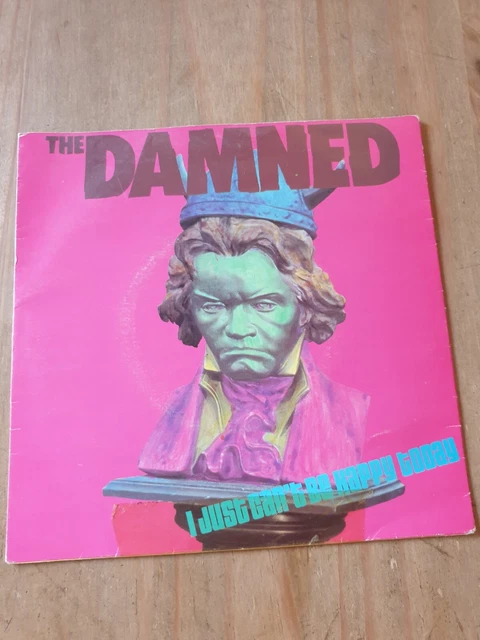 THE DAMNED
I JUST CAN'T BE HAPPY TODAY